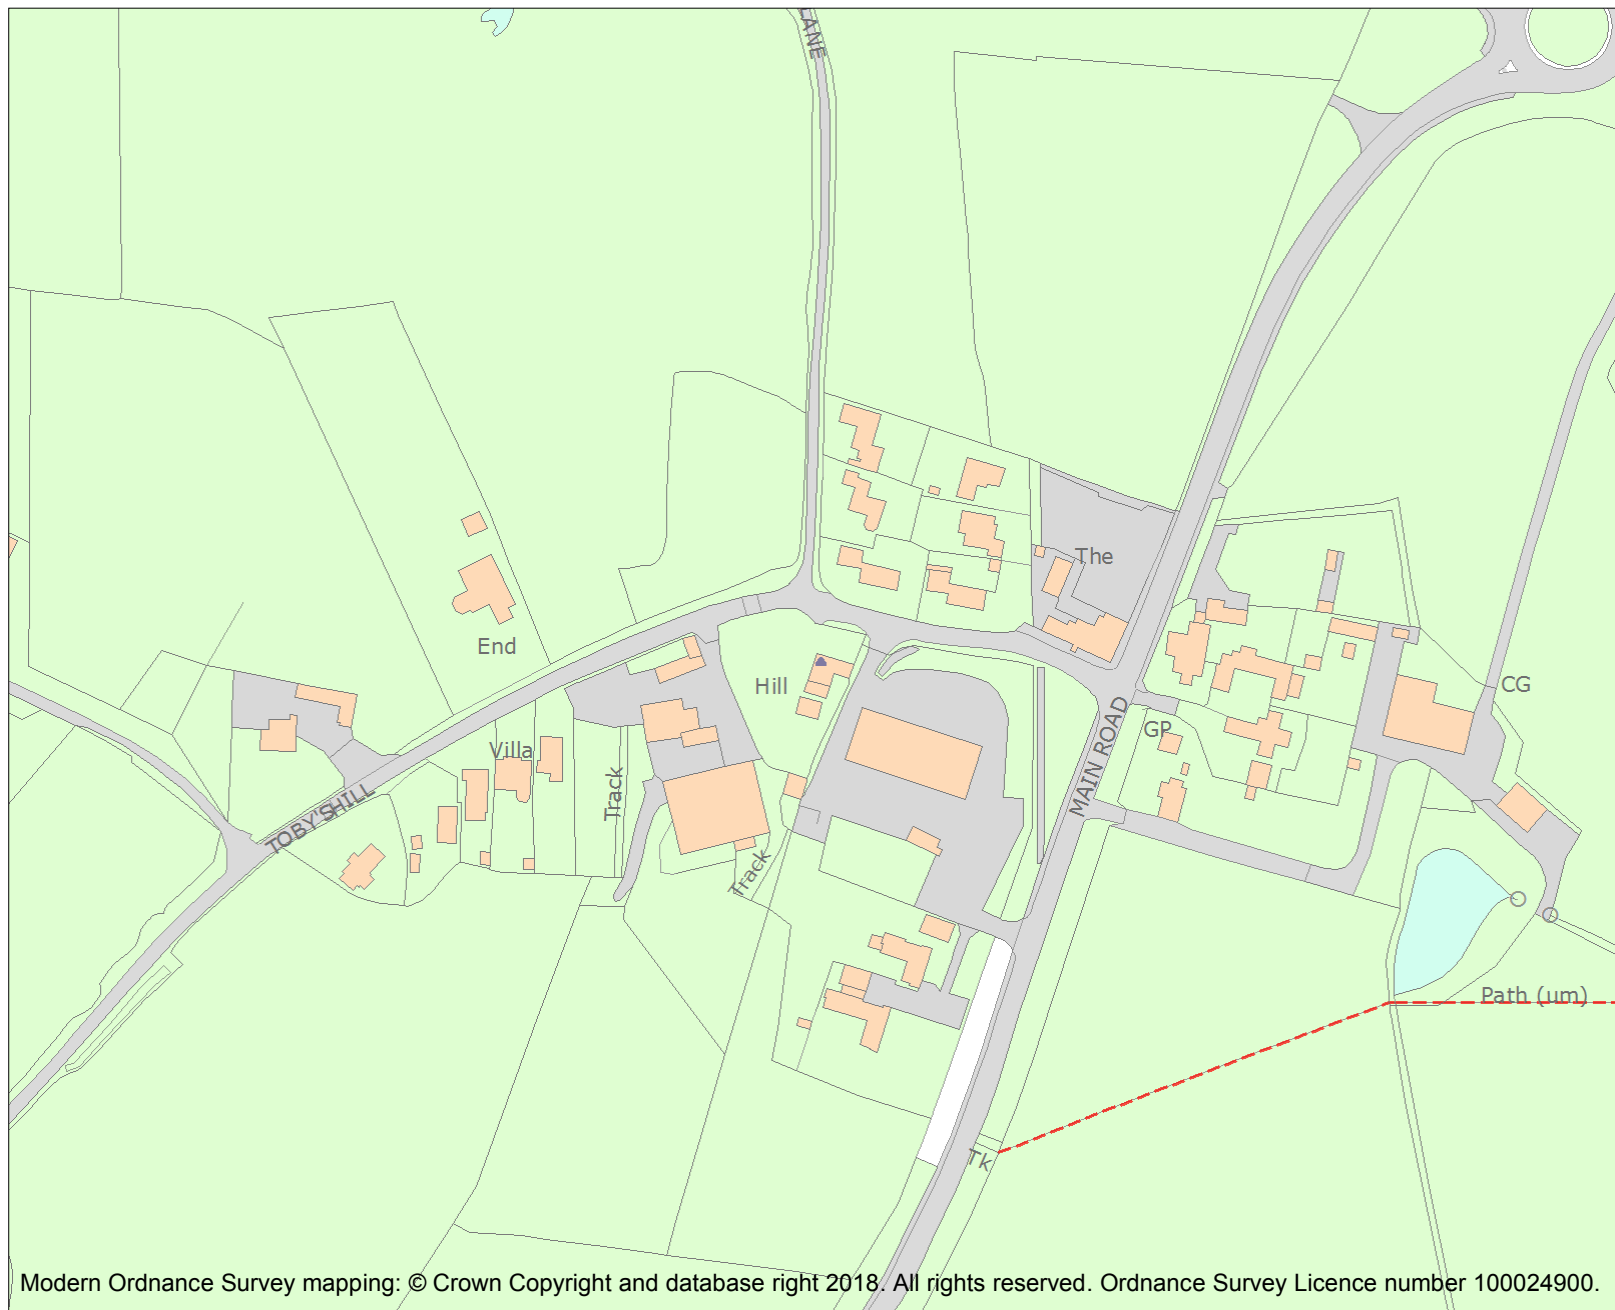 LANE
The
End
Hill
CG
GP
MAIN ROAD
Villa
Track
TOBY'S HILL
Track
Path (um)
Tk
Modern Ordnance Survey mapping: © Crown Copyright and database right 2018. All rights reserved. Ordnance Survey Licence number 100024900.